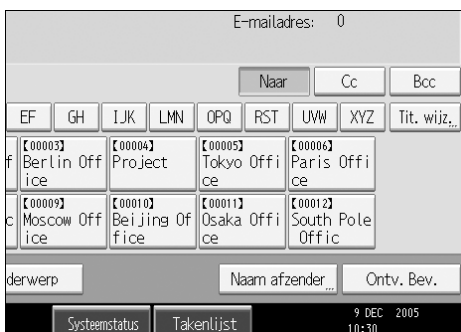 E-mailadres: 0
Naar Cc Bcc
EF GH IJK LMN OPQ RST UVW XYZ Tit. wijz.
【00003】 【00004】 【00005】 【00006】
f Berlin Off Project Tokyo Offi Paris Offi
ice ce ce
【00009】 【00010】 【00011】 【00012】
c Moscow Off Beijing Of Osaka Offi South Pole
ice fice ce Offic
derwerp Naam afzender Ontv. Bev.
9 DEC 2005
Systeemstatus Takenlijst 10:30